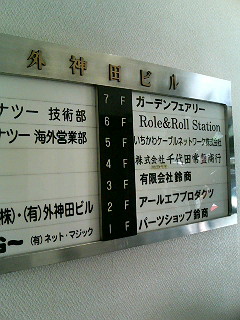 外神田ビル
7F ガーデンフェアリー
ナツー 技術部 6F Role&Roll Station
ナツー 海外営業部 5F いちかわケーブルネットワーク株式会社
4F 株式会社千代田常盤商行
3F 有限会社鈴商
(株)・(有)外神田ビル 2F アールエフプロダクツ
(有)ネット・マジック 1F パーツショップ鈴商